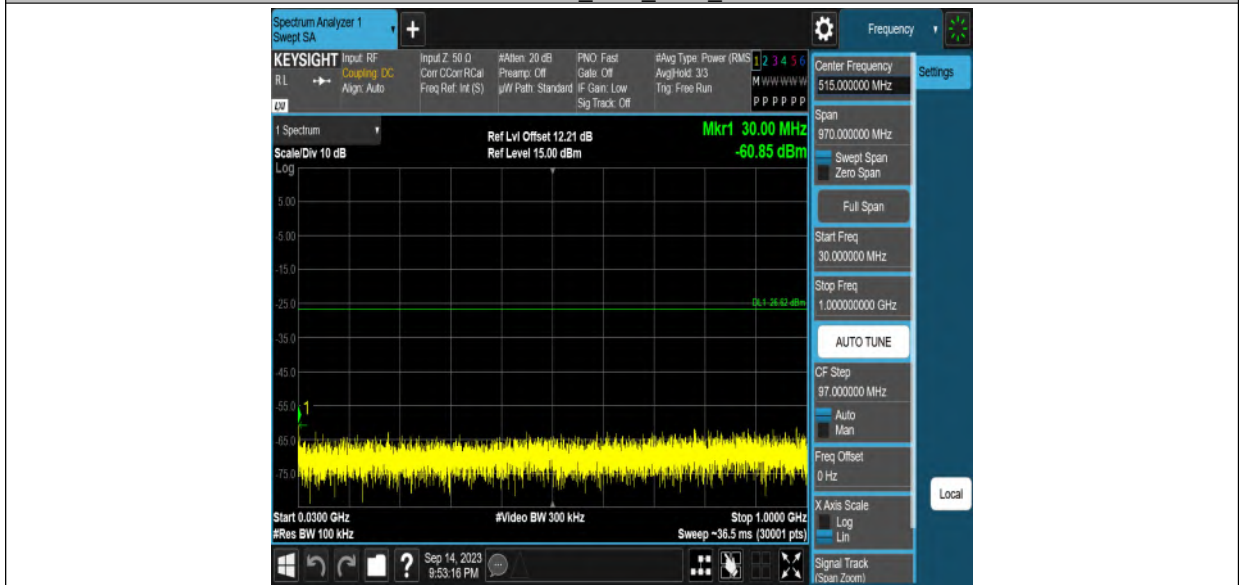 Spectrum Analyzer 1
Swept SA
Frequency
KEYSIGHT
RL
Input: RF
Coupling: DC
Align: Auto
Input Z: 50 Ω
Corr CCorr RCal
Freq Ref: Int (S)
#Atten: 20 dB
Preamp: Off
µW Path: Standard
PNO: Fast
Gate: Off
IF Gain: Low
Sig Track: Off
#Avg Type: Power (RMS
Avg|Hold: 3/3
Trig: Free Run
1 2 3 4 5 6
M W W W W W
P P P P P P
1 Spectrum
Scale/Div 10 dB
Log
Ref Lvl Offset 12.21 dB
Ref Level 15.00 dBm
Mkr1 30.00 MHz
-60.85 dBm
5.00
-5.00
-15.0
-25.0
-35.0
-45.0
-55.0
-65.0
-75.0
1
Start 0.0300 GHz
#Res BW 100 kHz
#Video BW 300 kHz
Stop 1.0000 GHz
Sweep ~36.5 ms (30001 pts)
Center Frequency
515.000000 MHz
Settings
Span
970.000000 MHz
Swept Span
Zero Span
Full Span
Start Freq
30.000000 MHz
Stop Freq
1.000000000 GHz
AUTO TUNE
CF Step
97.000000 MHz
Auto
Man
Freq Offset
0 Hz
X Axis Scale
Log
Lin
Signal Track
(Span Zoom)
Local
Sep 14, 2023
9:53:16 PM